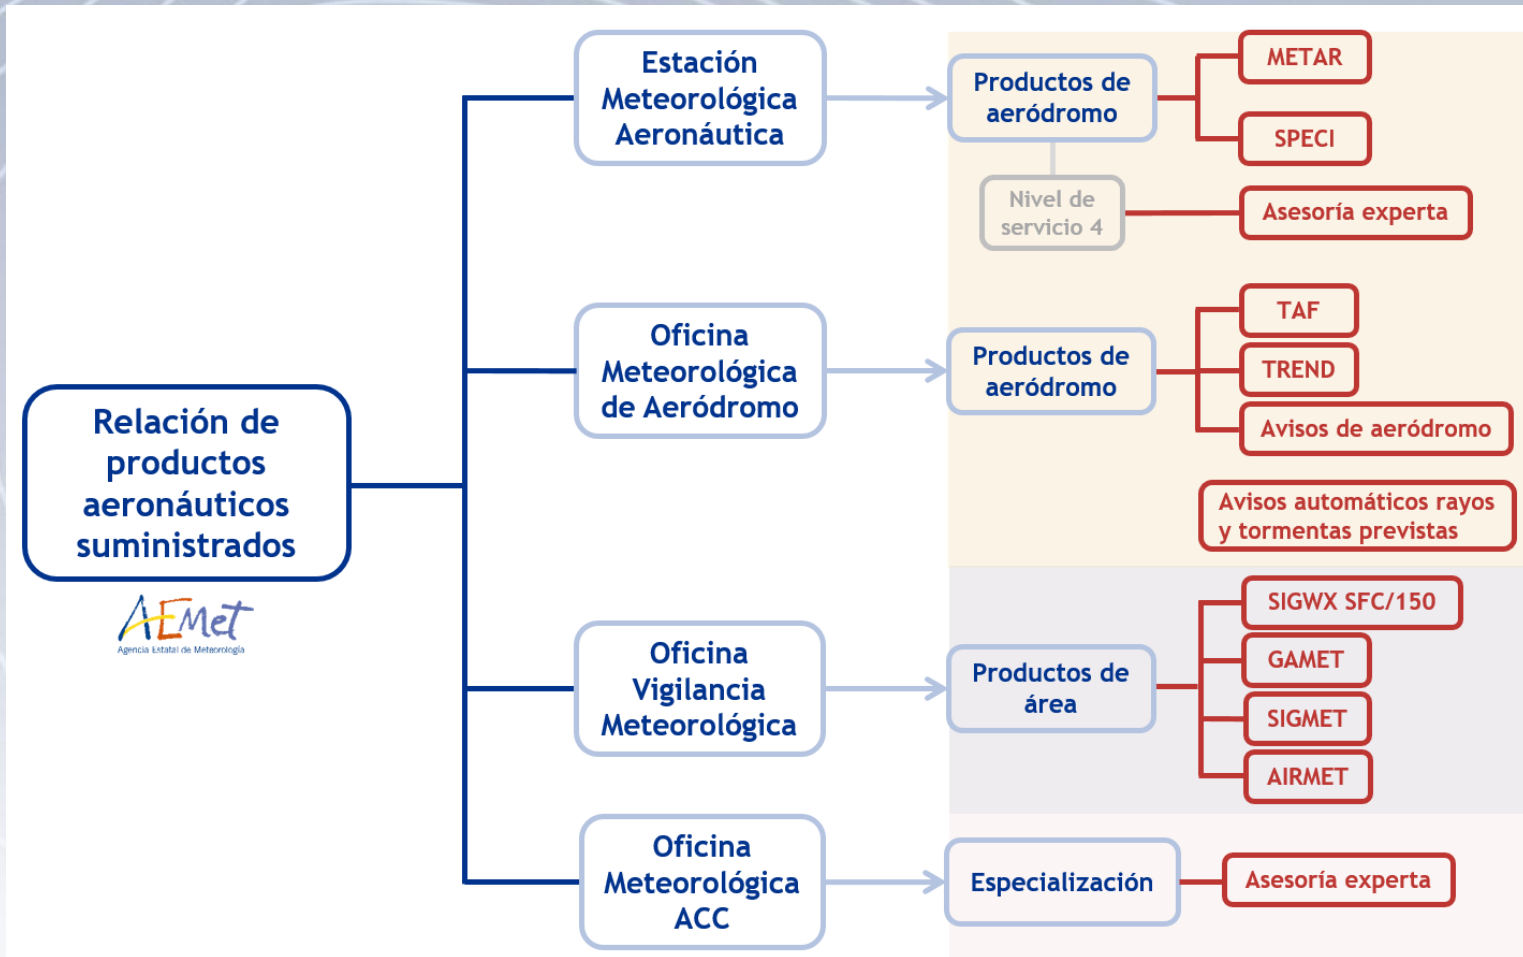 Relación de
productos
aeronáuticos
suministrados
AEMet
Agencia Estatal de Meteorología
Estación
Meteorológica
Aeronáutica
Productos de
aeródromo
METAR
SPECI
Nivel de
servicio 4
Asesoría experta
Oficina
Meteorológica
de Aeródromo
Productos de
aeródromo
TAF
TREND
Avisos de aeródromo
Avisos automáticos rayos
y tormentas previstas
Oficina
Vigilancia
Meteorológica
Productos de
área
SIGWX SFC/150
GAMET
SIGMET
AIRMET
Oficina
Meteorológica
ACC
Especialización
Asesoría experta